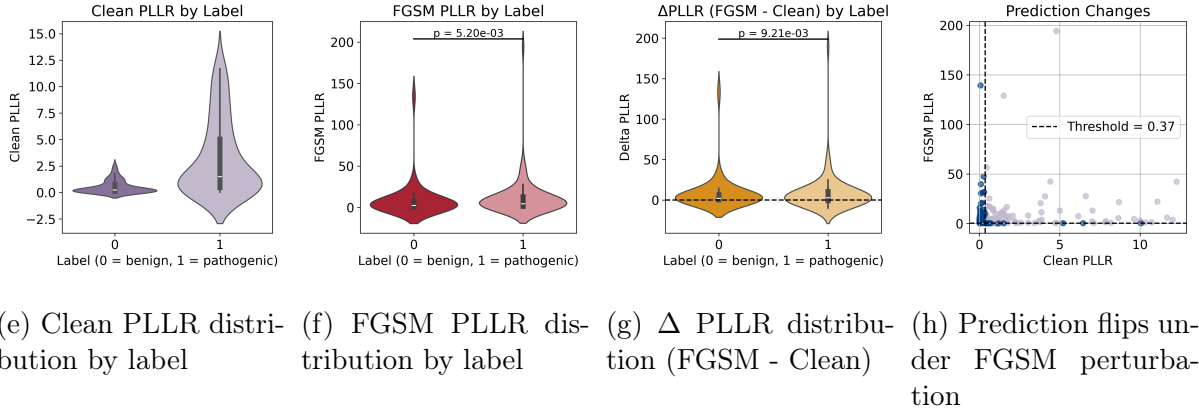 Clean PLLR by Label
15.0
12.5
10.0
7.5
5.0
2.5
0.0
−2.5
Clean PLLR
0
1
Label (0 = benign, 1 = pathogenic)
FGSM PLLR by Label
p = 5.20e-03
200
150
100
50
0
FGSM PLLR
0
1
Label (0 = benign, 1 = pathogenic)
ΔPLLR (FGSM - Clean) by Label
p = 9.21e-03
200
150
100
50
0
Delta PLLR
0
1
Label (0 = benign, 1 = pathogenic)
Prediction Changes
200
150
100
50
0
FGSM PLLR
Threshold = 0.37
0
5
10
Clean PLLR
(e) Clean PLLR distri-
bution by label
(f) FGSM PLLR dis-
tribution by label
(g) Δ PLLR distribu-
tion (FGSM - Clean)
(h) Prediction flips un-
der FGSM perturba-
tion